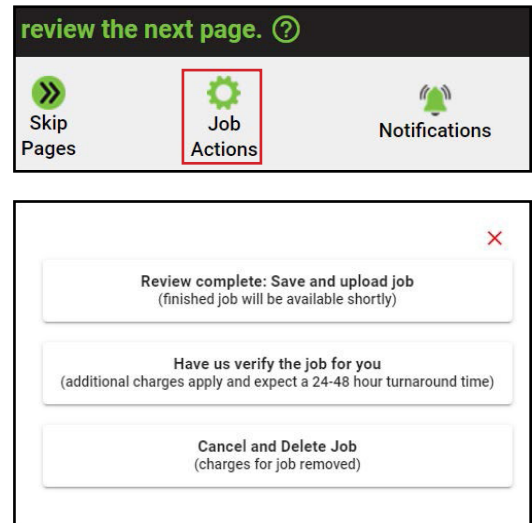 review the next page.
Skip
Pages
Job
Actions
Notifications
Review complete: Save and upload job
(finished job will be available shortly)
Have us verify the job for you
(additional charges apply and expect a 24-48 hour turnaround time)
Cancel and Delete Job
(charges for job removed)